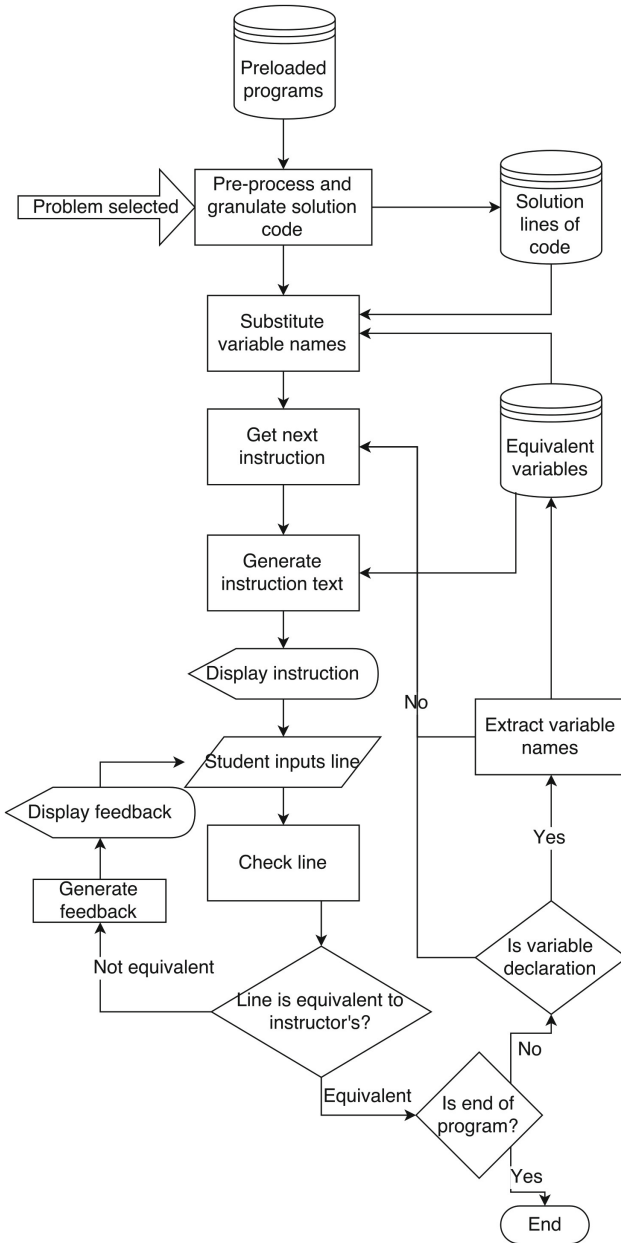 Preloaded
programs
Problem selected
Pre-process and
granulate solution
code
Solution
lines of
code
Substitute
variable names
Get next
instruction
Equivalent
variables
Generate
instruction text
Display instruction
No
Extract variable
names
Student inputs line
Display feedback
Yes
Check line
Generate
feedback
Is variable
declaration
Not equivalent
Line is equivalent to
instructor's?
No
Equivalent
Is end of
program?
Yes
End